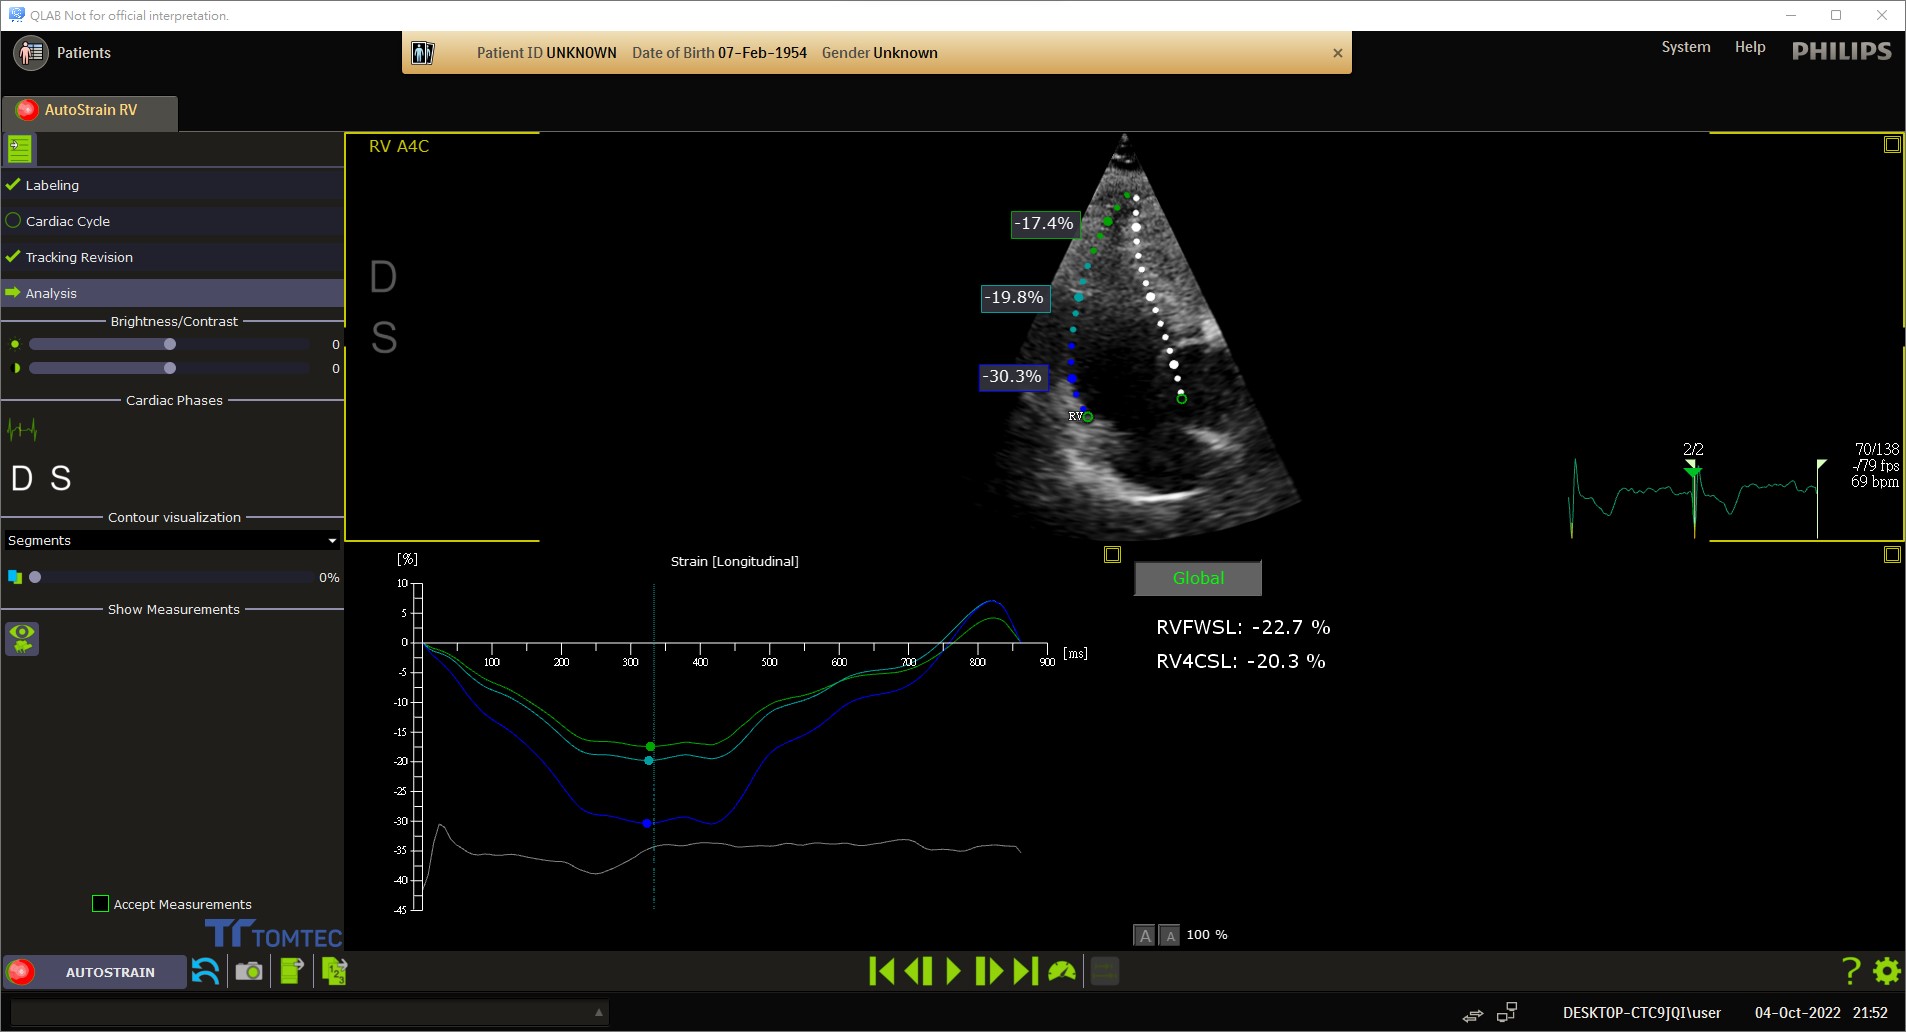 QLAB Not for official interpretation.
Patients
Patient ID UNKNOWN Date of Birth 07-Feb-1954 Gender Unknown
System Help PHILIPS
AutoStrain RV
Labeling
Cardiac Cycle
Tracking Revision
Analysis
Brightness/Contrast
0
0
Cardiac Phases
D S
Contour visualization
Segments
0%
Show Measurements
Accept Measurements
TOMTEC
RV A4C
D
S
-17.4%
-19.8%
-30.3%
RV
2/2
70/138
-/79 fps
69 bpm
[%]
Strain [Longitudinal]
10
5
0
-5
-10
-15
-20
-25
-30
-35
-40
-45
100 200 300 400 500 600 700 800 900 [ms]
Global
RVFWSL: -22.7 %
RV4CSL: -20.3 %
A A 100 %
AUTOSTRAIN
1 2 3
?
DESKTOP-CTC9JQI\user 04-Oct-2022 21:52